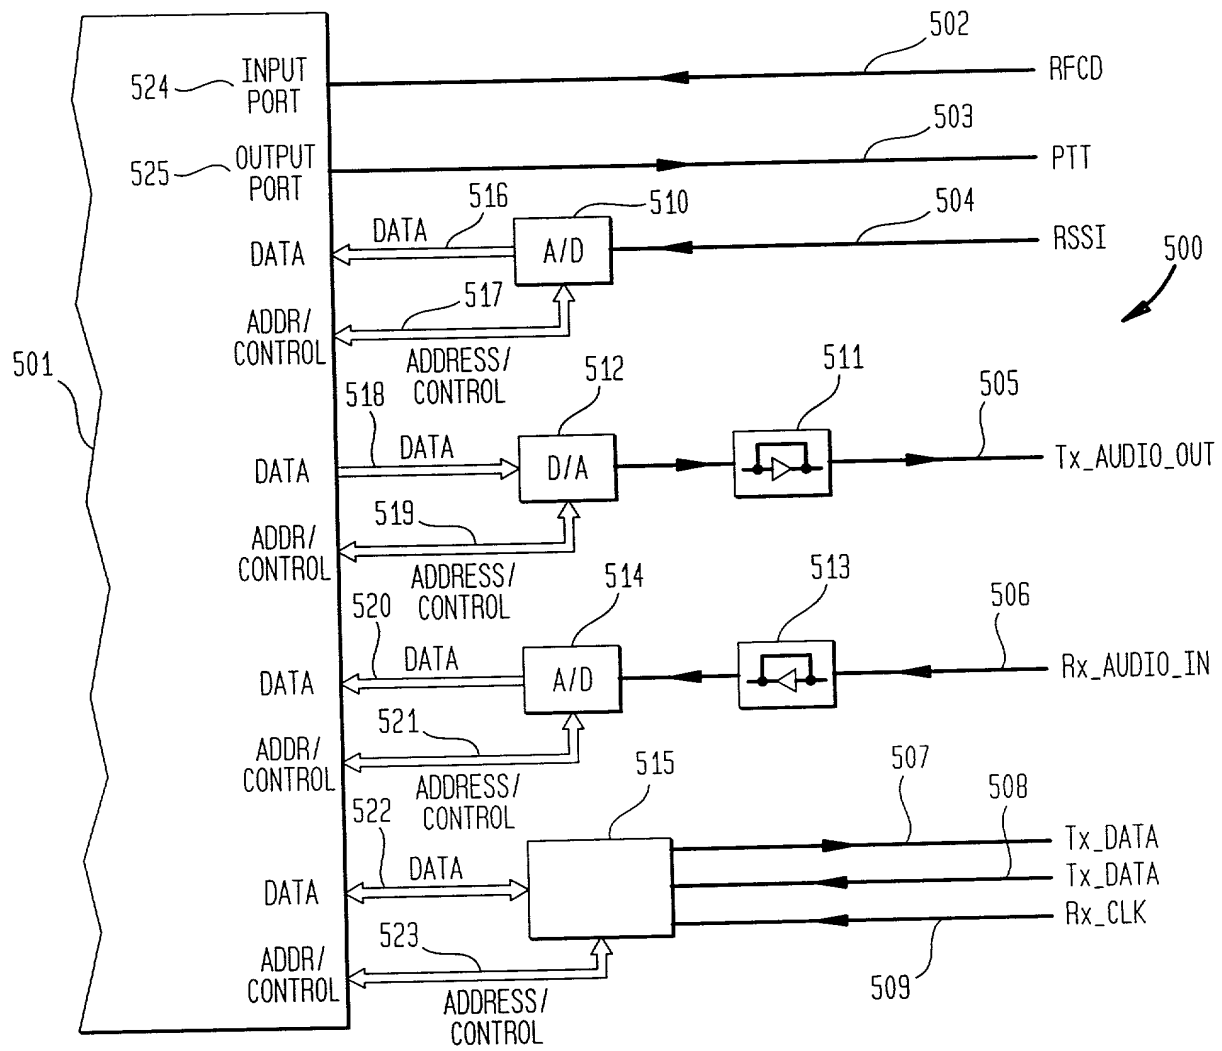 502
524
INPUT
PORT
RFCD
503
525
OUTPUT
PORT
PTT
516
510
504
DATA
DATA
A/D
RSSI
500
517
ADDR/
CONTROL
ADDRESS/
CONTROL
501
518
512
511
505
DATA
DATA
D/A
Tx_AUDIO_OUT
519
ADDR/
CONTROL
ADDRESS/
CONTROL
520
514
513
506
DATA
DATA
A/D
Rx_AUDIO_IN
521
ADDR/
CONTROL
ADDRESS/
CONTROL
515
507
508
522
DATA
DATA
Tx_DATA
Tx_DATA
Rx_CLK
523
509
ADDR/
CONTROL
ADDRESS/
CONTROL